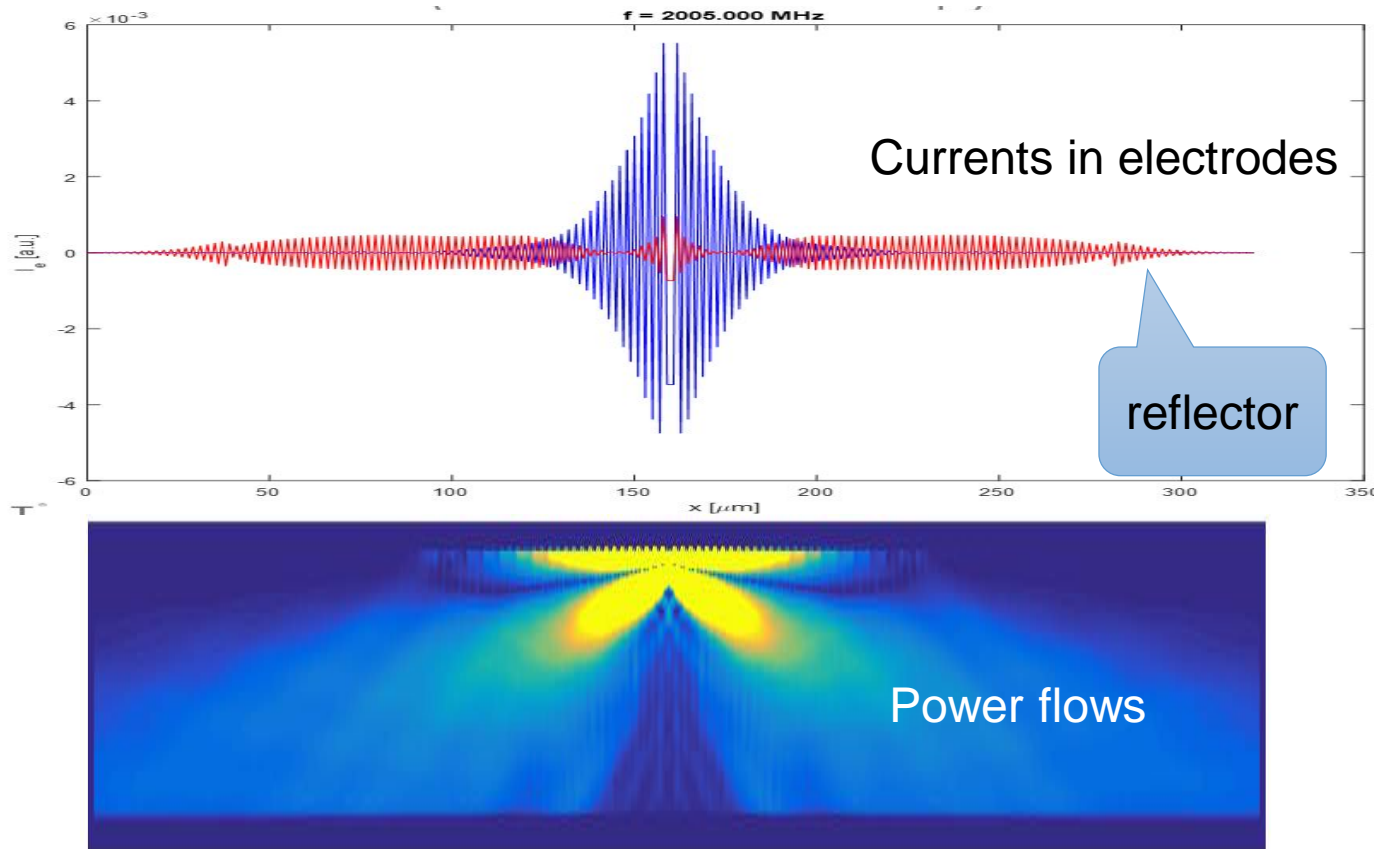 × 10⁻³
f = 2005.000 MHz
6
4
2
0
-2
-4
-6
I_e [a.u.]
Currents in electrodes
reflector
0 50 100 150 200 250 300 350
x [μm]
Power flows